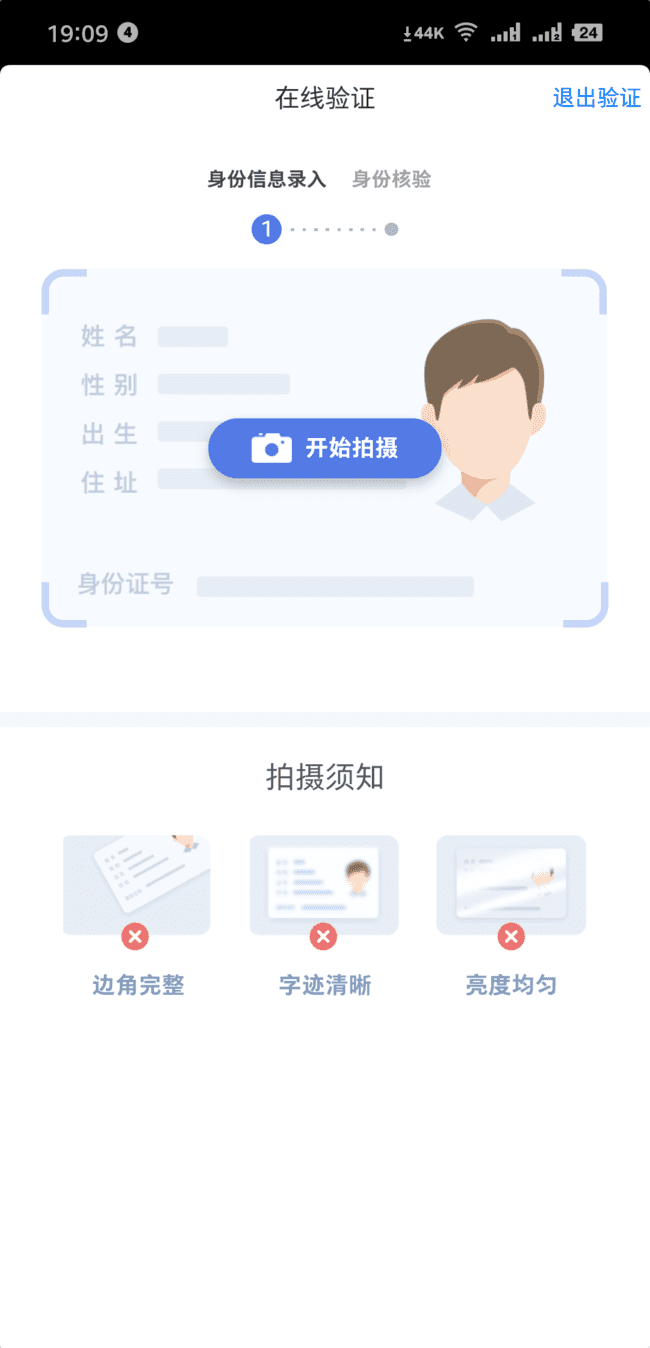 19:09 4 44K 2 24
在线验证 退出验证
身份信息录入 身份核验
1
姓名
性别
出生
开始拍摄
住址
身份证号
拍摄须知
边角完整 字迹清晰 亮度均匀